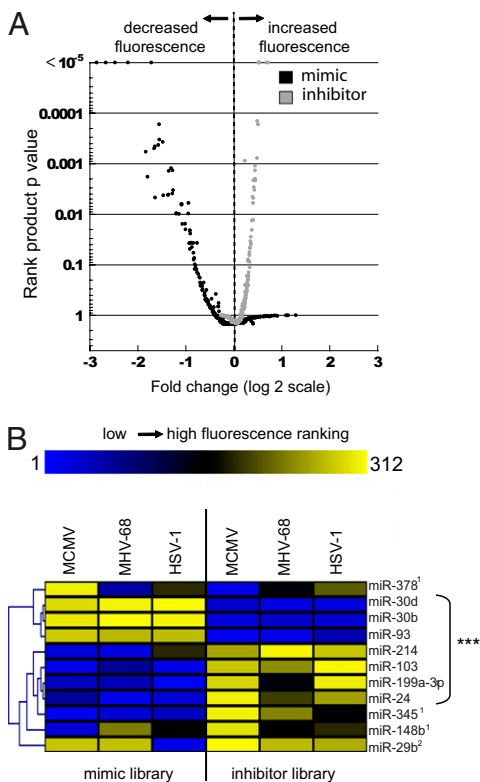 A
decreased fluorescence
increased fluorescence
mimic
inhibitor
Rank product p value
< 10-5
0.0001
0.001
0.01
0.1
1
-3 -2 -1 0 1 2 3
Fold change (log 2 scale)
B
low high fluorescence ranking
1 312
MCMV MHV-68 HSV-1 MCMV MHV-68 HSV-1
miR-378¹
miR-30d
miR-30b
miR-93
miR-214
miR-103
miR-199a-3p
miR-24
miR-345¹
miR-148b¹
miR-29b²
***
mimic library inhibitor library